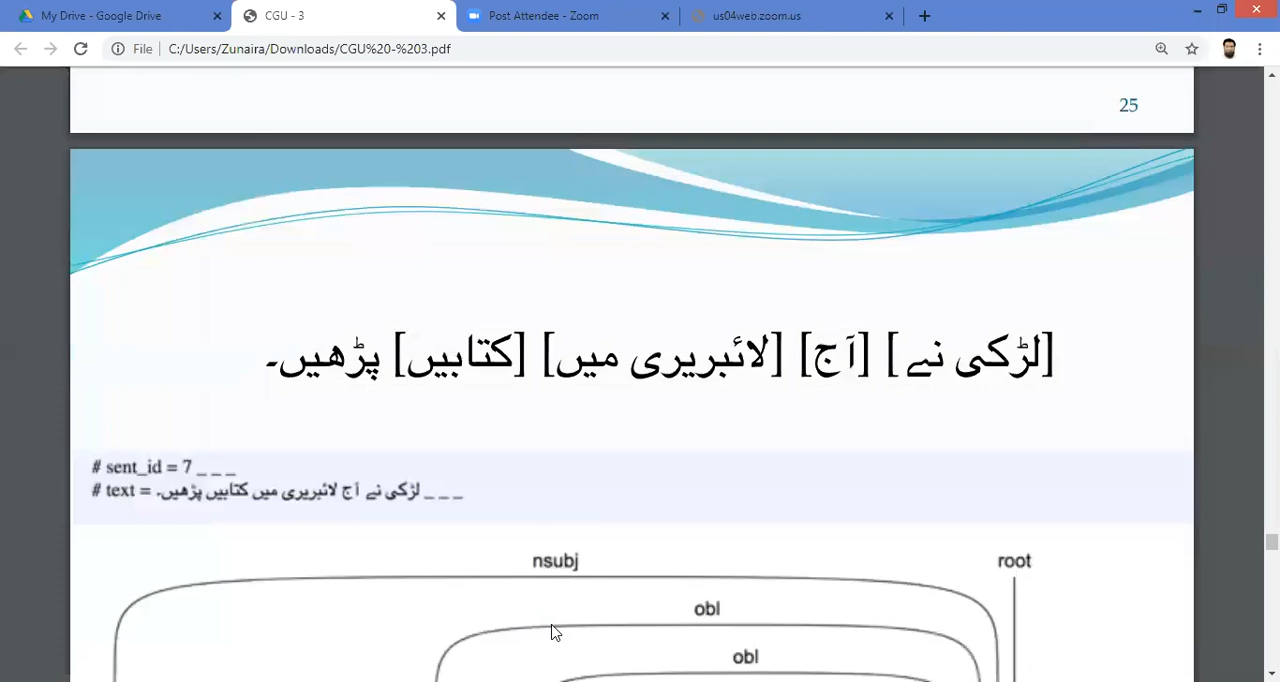 My Drive - Google Drive
CGU - 3
Post Attendee - Zoom
us04web.zoom.us
File
C:/Users/Zunaira/Downloads/CGU%20-%203.pdf
25
[لڑکی نے] [آج] [لائبریری میں] [کتابیں] پڑھیں۔
# sent_id = 7 _ _ _
# text = لڑکی نے آج لائبریری میں کتابیں پڑھیں۔ _ _ _
nsubj
root
obl
obl